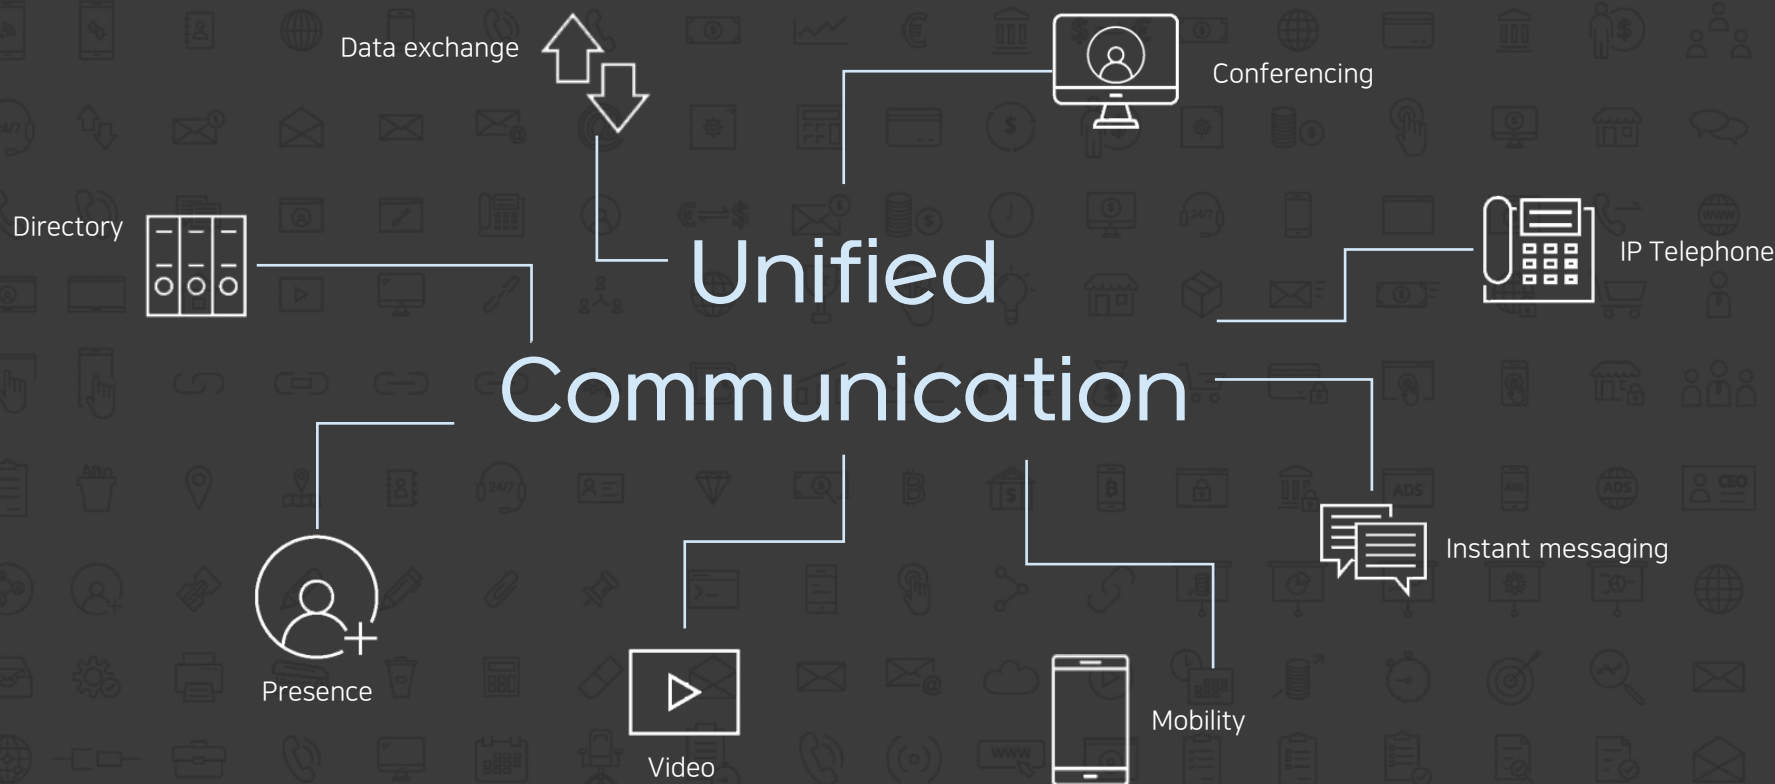 Data exchange
Conferencing
Directory
IP Telephone
Unified
Communication
Instant messaging
Presence
Mobility
Video